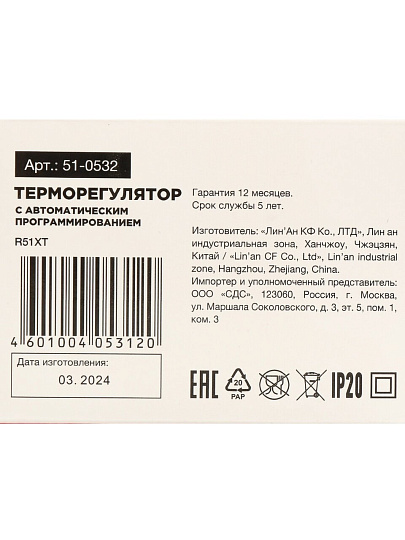 Арт.: 51-0532
ТЕРМОРЕГУЛЯТОР
С АВТОМАТИЧЕСКИМ
ПРОГРАММИРОВАНИЕМ
R51XT
4 601004 053120
Дата изготовления:
03. 2024
Гарантия 12 месяцев.
Срок службы 5 лет.
Изготовитель: «Лин’Ан КФ Ко., ЛТД», Лин ан
индустриальная зона, Ханчжоу, Чжэцзян,
Китай / «Lin’an CF Co., Ltd», Lin’an industrial
zone, Hangzhou, Zhejiang, China.
Импортер и уполномоченный представитель:
ООО «СДС», 123060, Россия, г. Москва,
ул. Маршала Соколовского, д. 3, эт. 5, пом. 1,
ком. 3
EAC
20
PAP
IP20